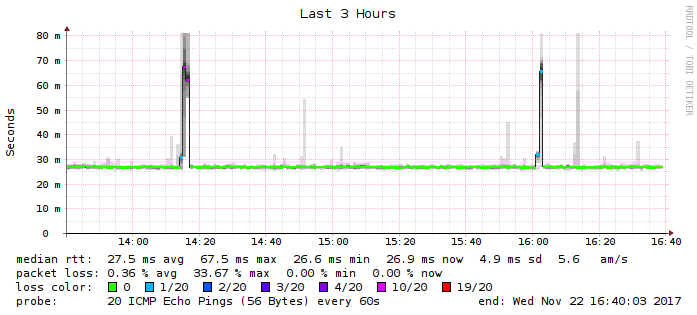 Last 3 Hours
RRDTOOL / TOBI OETIKER
Seconds
80 m
70 m
60 m
50 m
40 m
30 m
20 m
10 m
0
14:00 14:20 14:40 15:00 15:20 15:40 16:00 16:20 16:40
median rtt: 27.5 ms avg 67.5 ms max 26.6 ms min 26.9 ms now 4.9 ms sd 5.6 am/s
packet loss: 0.36 % avg 33.67 % max 0.00 % min 0.00 % now
loss color: 0 1/20 2/20 3/20 4/20 10/20 19/20
probe: 20 ICMP Echo Pings (56 Bytes) every 60s end: Wed Nov 22 16:40:03 2017